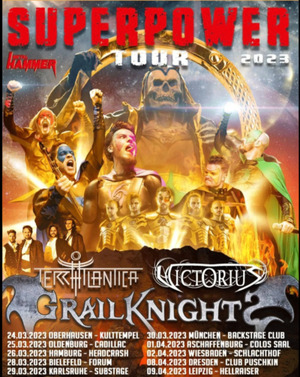 SUPERPOWER
METAL HAMMER
TOUR 2023
TERRA ATLANTICA
VICTORIUS
GRAILKNIGHTS
24.03.2023 OBERHAUSEN - KULTTEMPEL
25.03.2023 OLDENBURG - CADILLAC
26.03.2023 HAMBURG - HEADCRASH
28.03.2023 BIELEFELD - FORUM
29.03.2023 KARLSRUHE - SUBSTAGE
30.03.2023 MÜNCHEN - BACKSTAGE CLUB
01.04.2023 ASCHAFFENBURG - COLOS SAAL
02.04.2023 WIESBADEN - SCHLACHTHOF
08.04.2023 DRESDEN - CLUB PUSCHKIN
09.04.2023 LEIPZIG - HELLRAISER